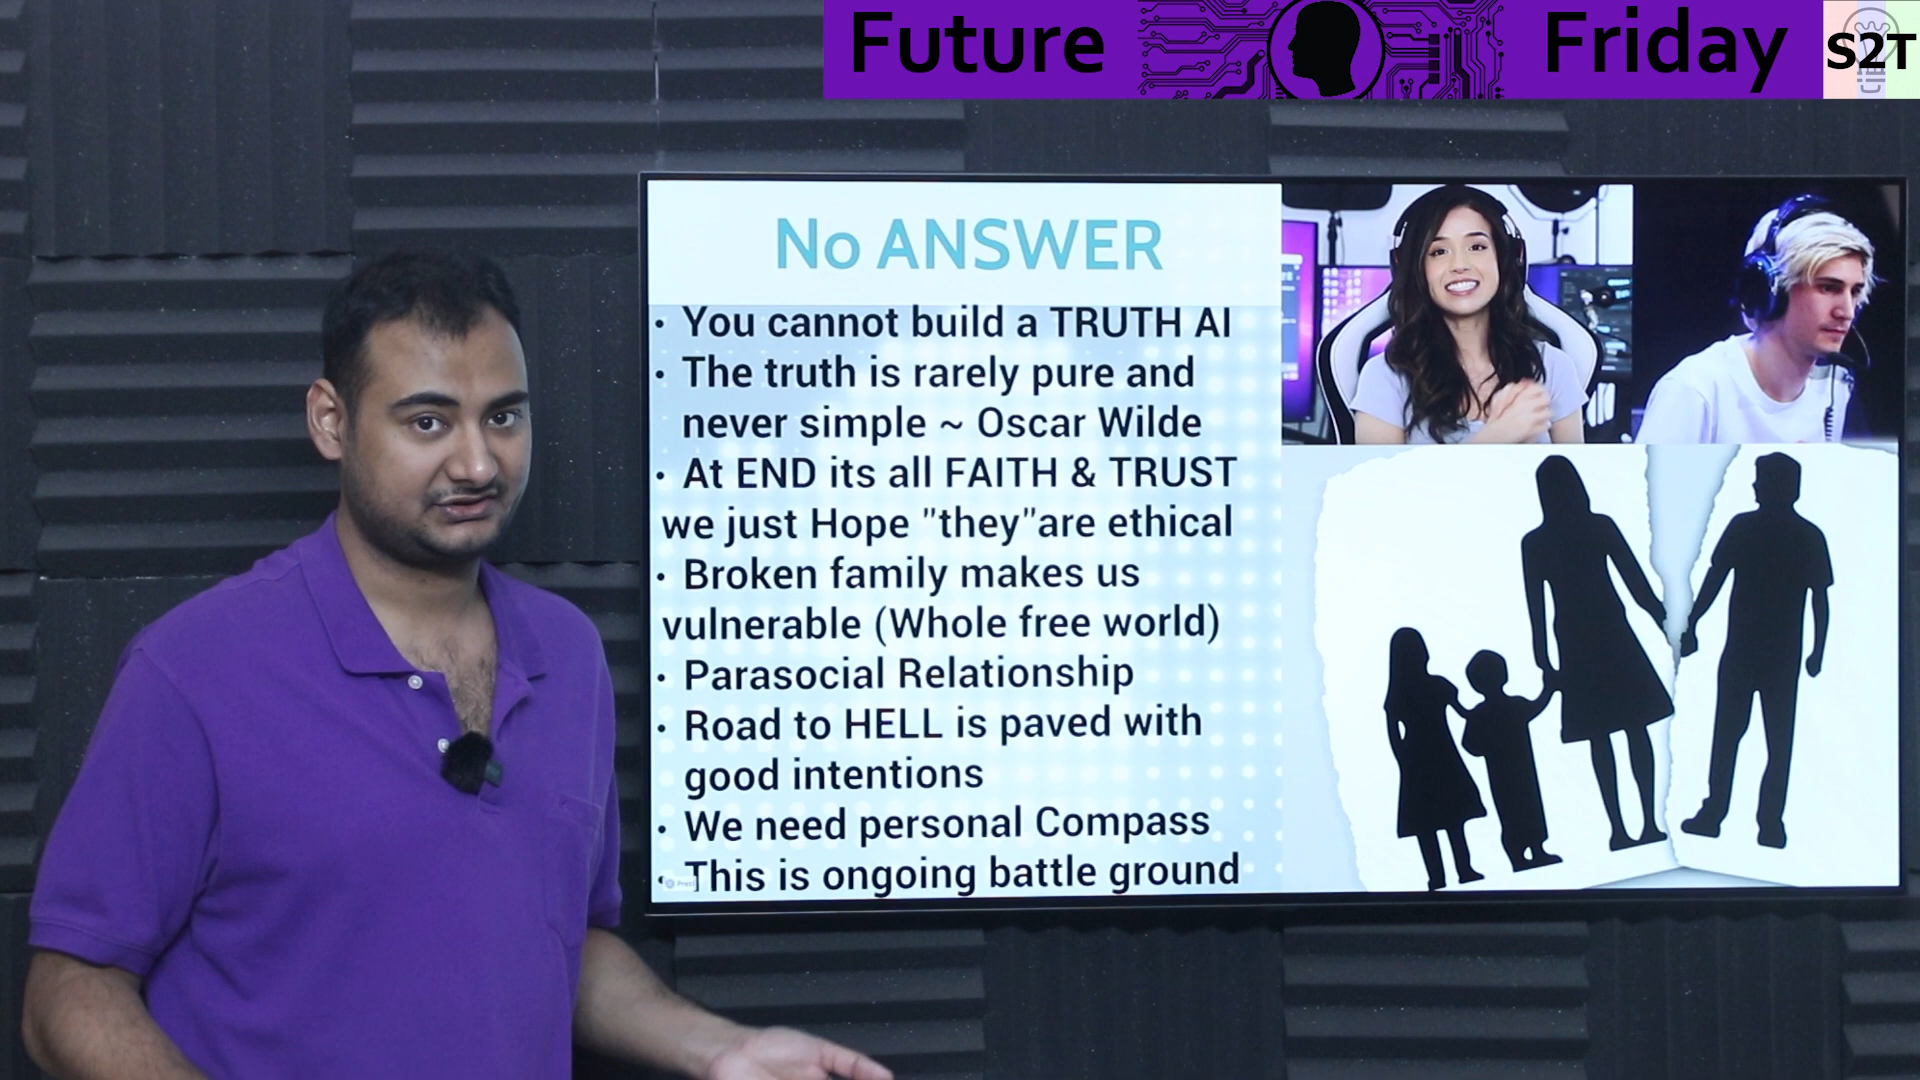 Future Friday S2T
No ANSWER
• You cannot build a TRUTH AI
• The truth is rarely pure and
never simple ~ Oscar Wilde
• At END its all FAITH & TRUST
we just Hope "they"are ethical
• Broken family makes us
vulnerable (Whole free world)
• Parasocial Relationship
• Road to HELL is paved with
good intentions
• We need personal Compass
• This is ongoing battle ground